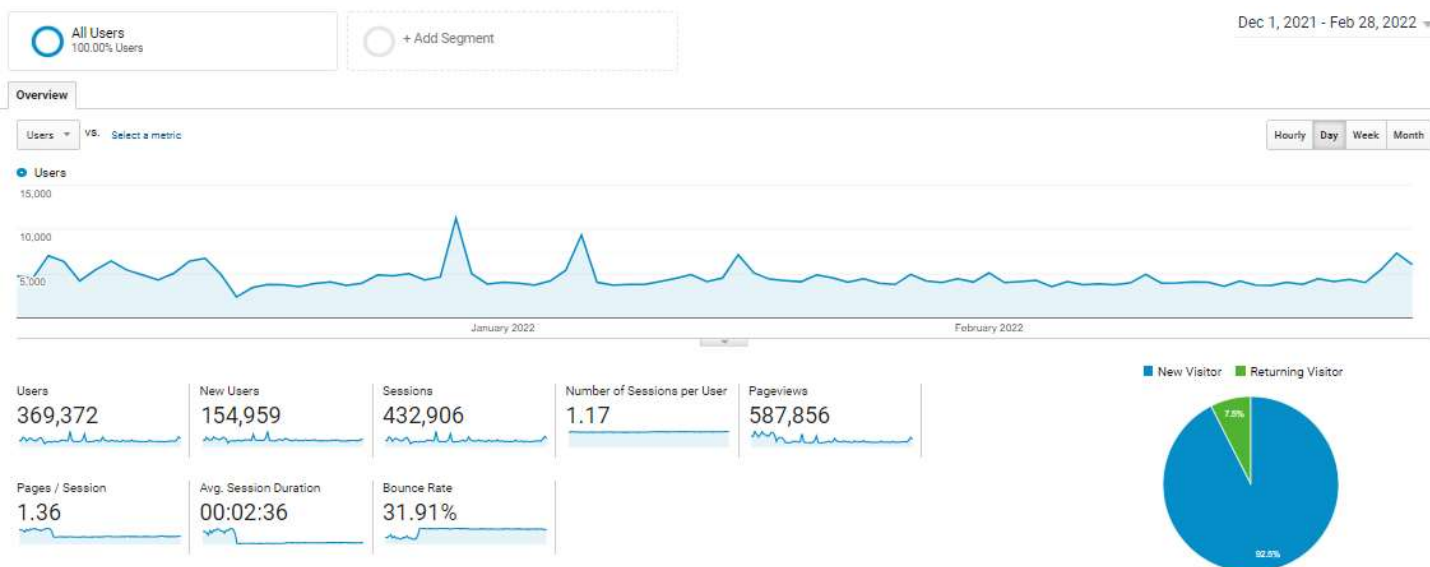 All Users
100.00% Users
+ Add Segment
Dec 1, 2021 - Feb 28, 2022
Overview
Users VS. Select a metric
Hourly Day Week Month
Users
15,000
10,000
5,000
January 2022 February 2022
New Visitor Returning Visitor
Users New Users Sessions Number of Sessions per User Pageviews
369,372 154,959 432,906 1.17 587,856
7.5%
Pages / Session Avg. Session Duration Bounce Rate
1.36 00:02:36 31.91%
92.5%